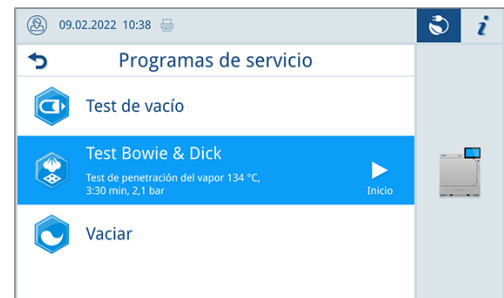 09.02.2022 10:38
i
Programas de servicio
Test de vacío
Test Bowie & Dick
Test de penetración del vapor 134 °C,
3:30 min, 2,1 bar
Inicio
Vaciar